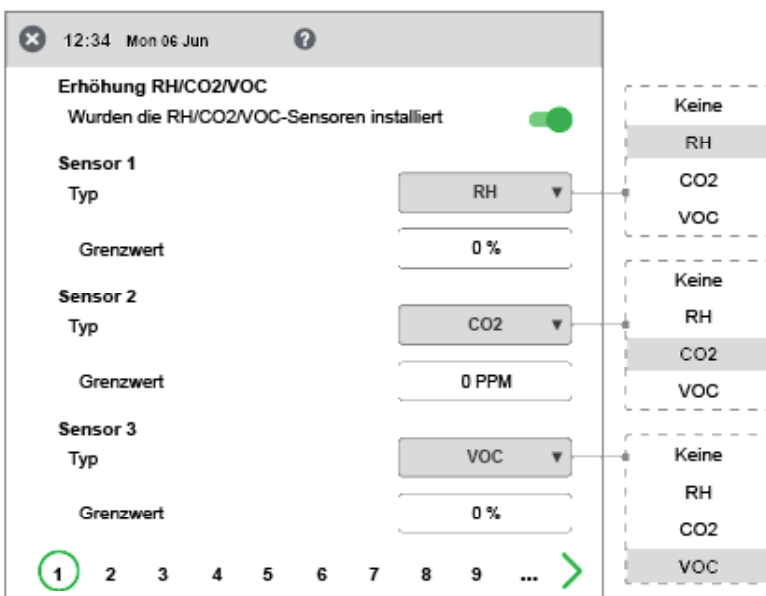 12:34 Mon 06 Jun ?
Erhöhung RH/CO2/VOC
Wurden die RH/CO2/VOC-Sensoren installiert
Sensor 1
Typ RH
Grenzwert 0 %
Sensor 2
Typ CO2
Grenzwert 0 PPM
Sensor 3
Typ VOC
Grenzwert 0 %
1 2 3 4 5 6 7 8 9 ...
Keine
RH
CO2
VOC
Keine
RH
CO2
VOC
Keine
RH
CO2
VOC